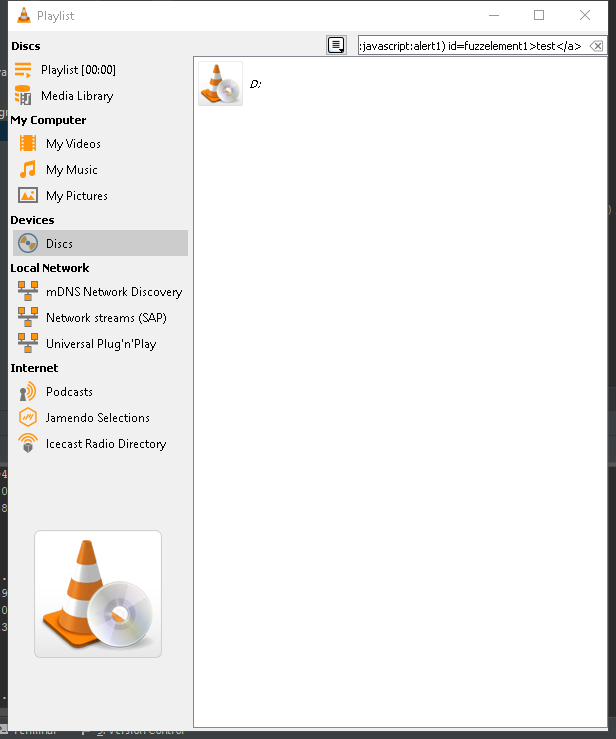 Playlist
Discs
:javascript:alert1) id=fuzzelement1>test</a>
Playlist [00:00]
Media Library
My Computer
My Videos
My Music
My Pictures
Devices
Discs
Local Network
mDNS Network Discovery
Network streams (SAP)
Universal Plug'n'Play
Internet
Podcasts
Jamendo Selections
Icecast Radio Directory
D: